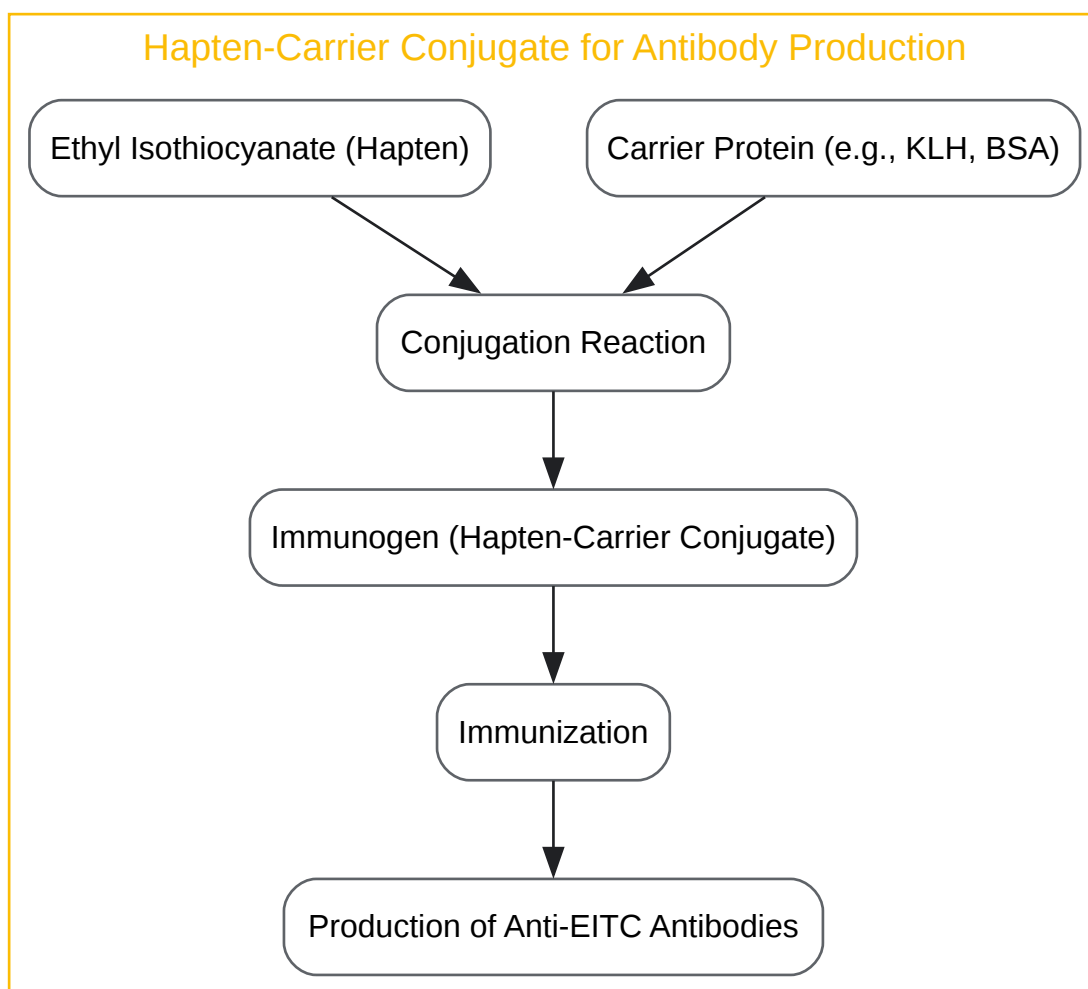 Hapten-Carrier Conjugate for Antibody Production
Ethyl Isothiocyanate (Hapten)
Carrier Protein (e.g., KLH, BSA)
Conjugation Reaction
Immunogen (Hapten-Carrier Conjugate)
Immunization
Production of Anti-EITC Antibodies